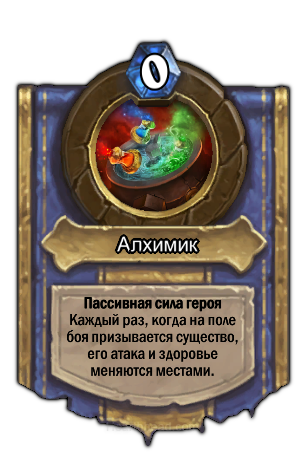 0
Алхимик
Пассивная сила героя
Каждый раз, когда на поле
боя призывается существо,
его атака и здоровье
меняются местами.